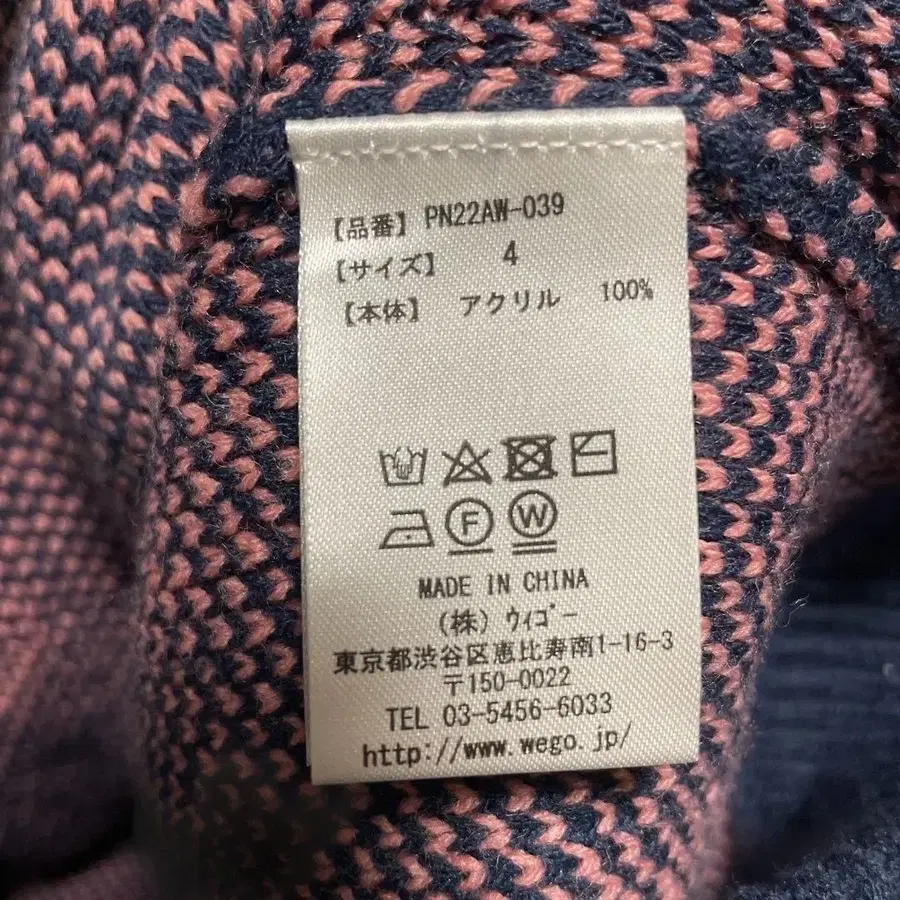 【品番】 PN22AW-039
【サイズ】 4
【本体】 アクリル 100%
F W
MADE IN CHINA
(株) ｳｨｺﾞｰ
東京都渋谷区恵比寿南1-16-3
〒150-0022
TEL 03-5456-6033
http://www.wego.jp/